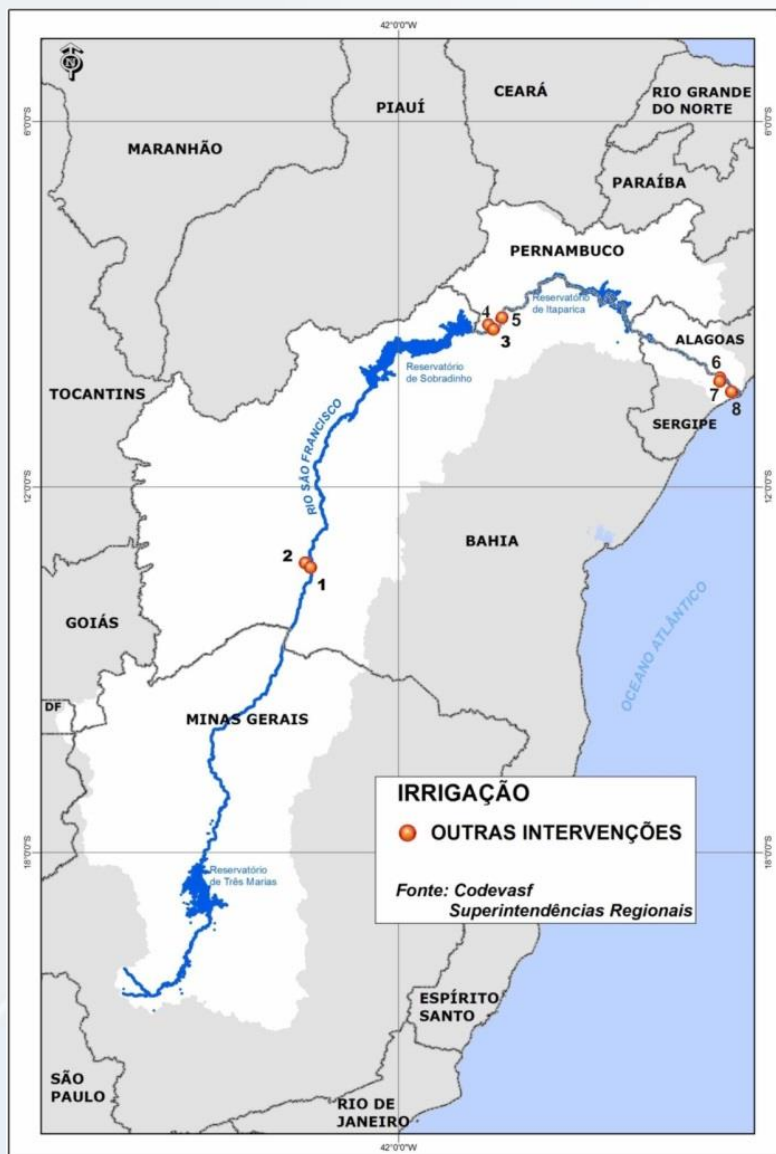 42°0'0"W
6°0'0"S
6°0'0"S
CEARÁ
RIO GRANDE
DO NORTE
PIAUÍ
MARANHÃO
PARAÍBA
PERNAMBUCO
4
5
3
Reservatório
de Itaparica
ALAGOAS
6
7
8
SERGIPE
Reservatório
de Sobradinho
TOCANTINS
RIO SÃO FRANCISCO
12°0'0"S
12°0'0"S
BAHIA
2
1
GOIÁS
OCEANO ATLÂNTICO
DF
MINAS GERAIS
IRRIGAÇÃO
OUTRAS INTERVENÇÕES
Fonte: Codevasf
Superintendências Regionais
18°0'0"S
18°0'0"S
Reservatório
de Três Marias
ESPÍRITO
SANTO
SÃO
PAULO
RIO DE
JANEIRO
42°0'0"W
N